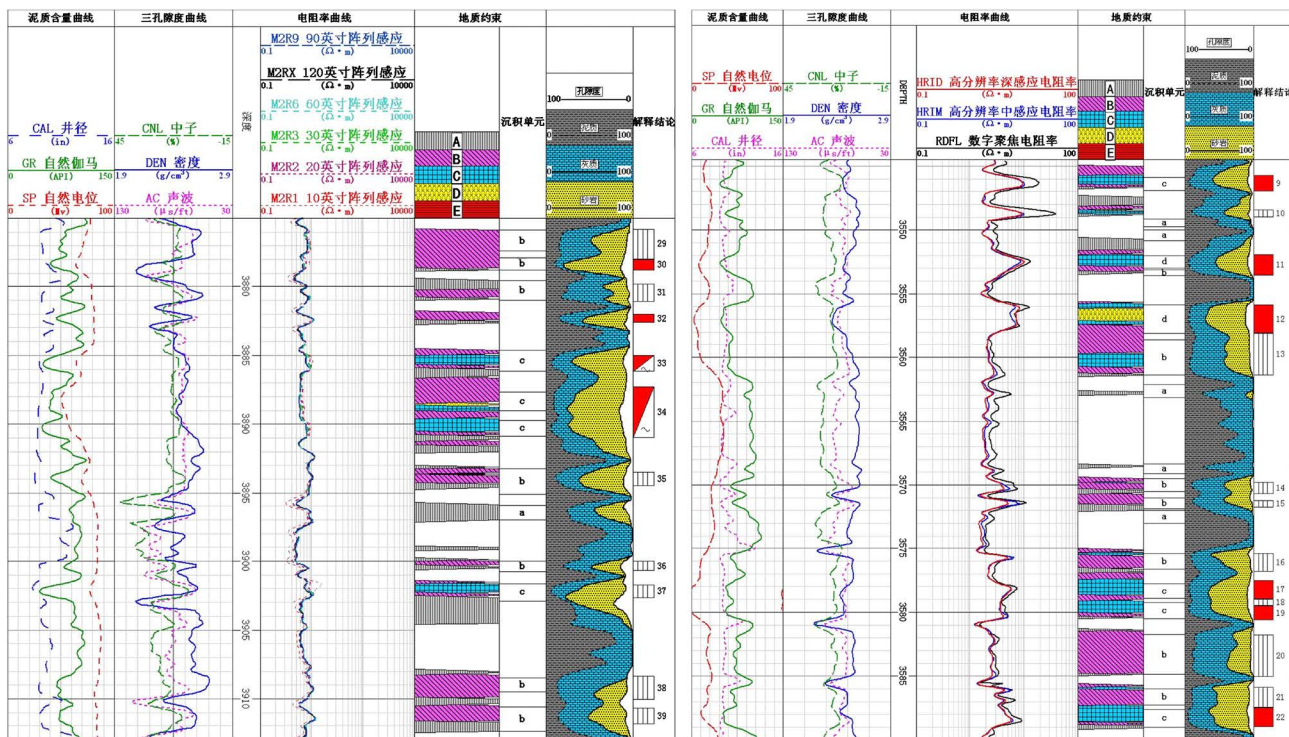 泥质含量曲线 三孔隙度曲线 电阻率曲线 地质约束
M2R9 90英寸阵列感应
0.1 (Ω·m) 10000
M2RX 120英寸阵列感应
0.1 (Ω·m) 10000
M2R6 60英寸阵列感应
0.1 (Ω·m) 10000
M2R3 30英寸阵列感应
0.1 (Ω·m) 10000
M2R2 20英寸阵列感应
0.1 (Ω·m) 10000
M2R1 10英寸阵列感应
0.1 (Ω·m) 10000
CAL 井径
6 (in) 16
GR 自然伽马
0 (API) 150
SP 自然电位
0 (Mv) 100
CNL 中子
45 (%) -15
DEN 密度
1.9 (g/cm³) 2.9
AC 声波
130 (μs/ft) 30
深度
A
B
C
D
E
沉积单元
孔隙度
100 0
泥质
100
灰质
100
砂岩
100
解释结论
3880
3885
3890
3895
3900
3905
3910
b
b
b
c
c
c
b
a
b
c
b
b
29
30
31
32
33
34
35
36
37
38
39
泥质含量曲线 三孔隙度曲线 电阻率曲线 地质约束
SP 自然电位
0 (Mv) 100
GR 自然伽马
0 (API) 150
CAL 井径
6 (in) 16
CNL 中子
45 (%) -15
DEN 密度
1.9 (g/cm³) 2.9
AC 声波
130 (μs/ft) 30
DEPTH
HRID 高分辨率深感应电阻率
0.1 (Ω·m) 100
HRIM 高分辨率中感应电阻率
0.1 (Ω·m) 100
RDFL 数字聚焦电阻率
0.1 (Ω·m) 100
A
B
C
D
E
沉积单元
孔隙度
100 0
泥质
100
灰质
100
砂岩
100
解释结论
3550
3555
3560
3565
3570
3575
3580
3585
c
a
a
d
b
d
b
a
a
b
b
a
b
c
c
b
b
c
9
10
11
12
13
14
15
16
17
18
19
20
21
22